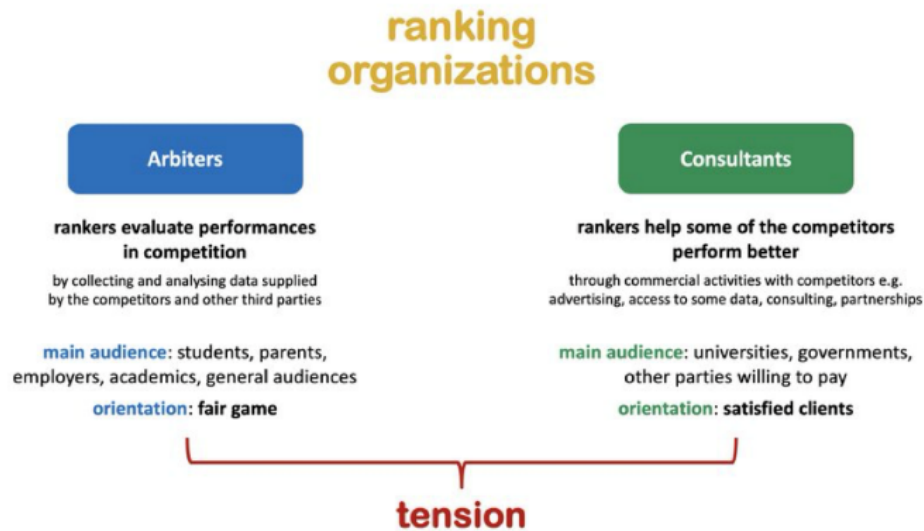 ranking
organizations
Arbiters
rankers evaluate performances
in competition
by collecting and analysing data supplied
by the competitors and other third parties
main audience: students, parents,
employers, academics, general audiences
orientation: fair game
Consultants
rankers help some of the competitors
perform better
through commercial activities with competitors e.g.
advertising, access to some data, consulting, partnerships
main audience: universities, governments,
other parties willing to pay
orientation: satisfied clients
tension